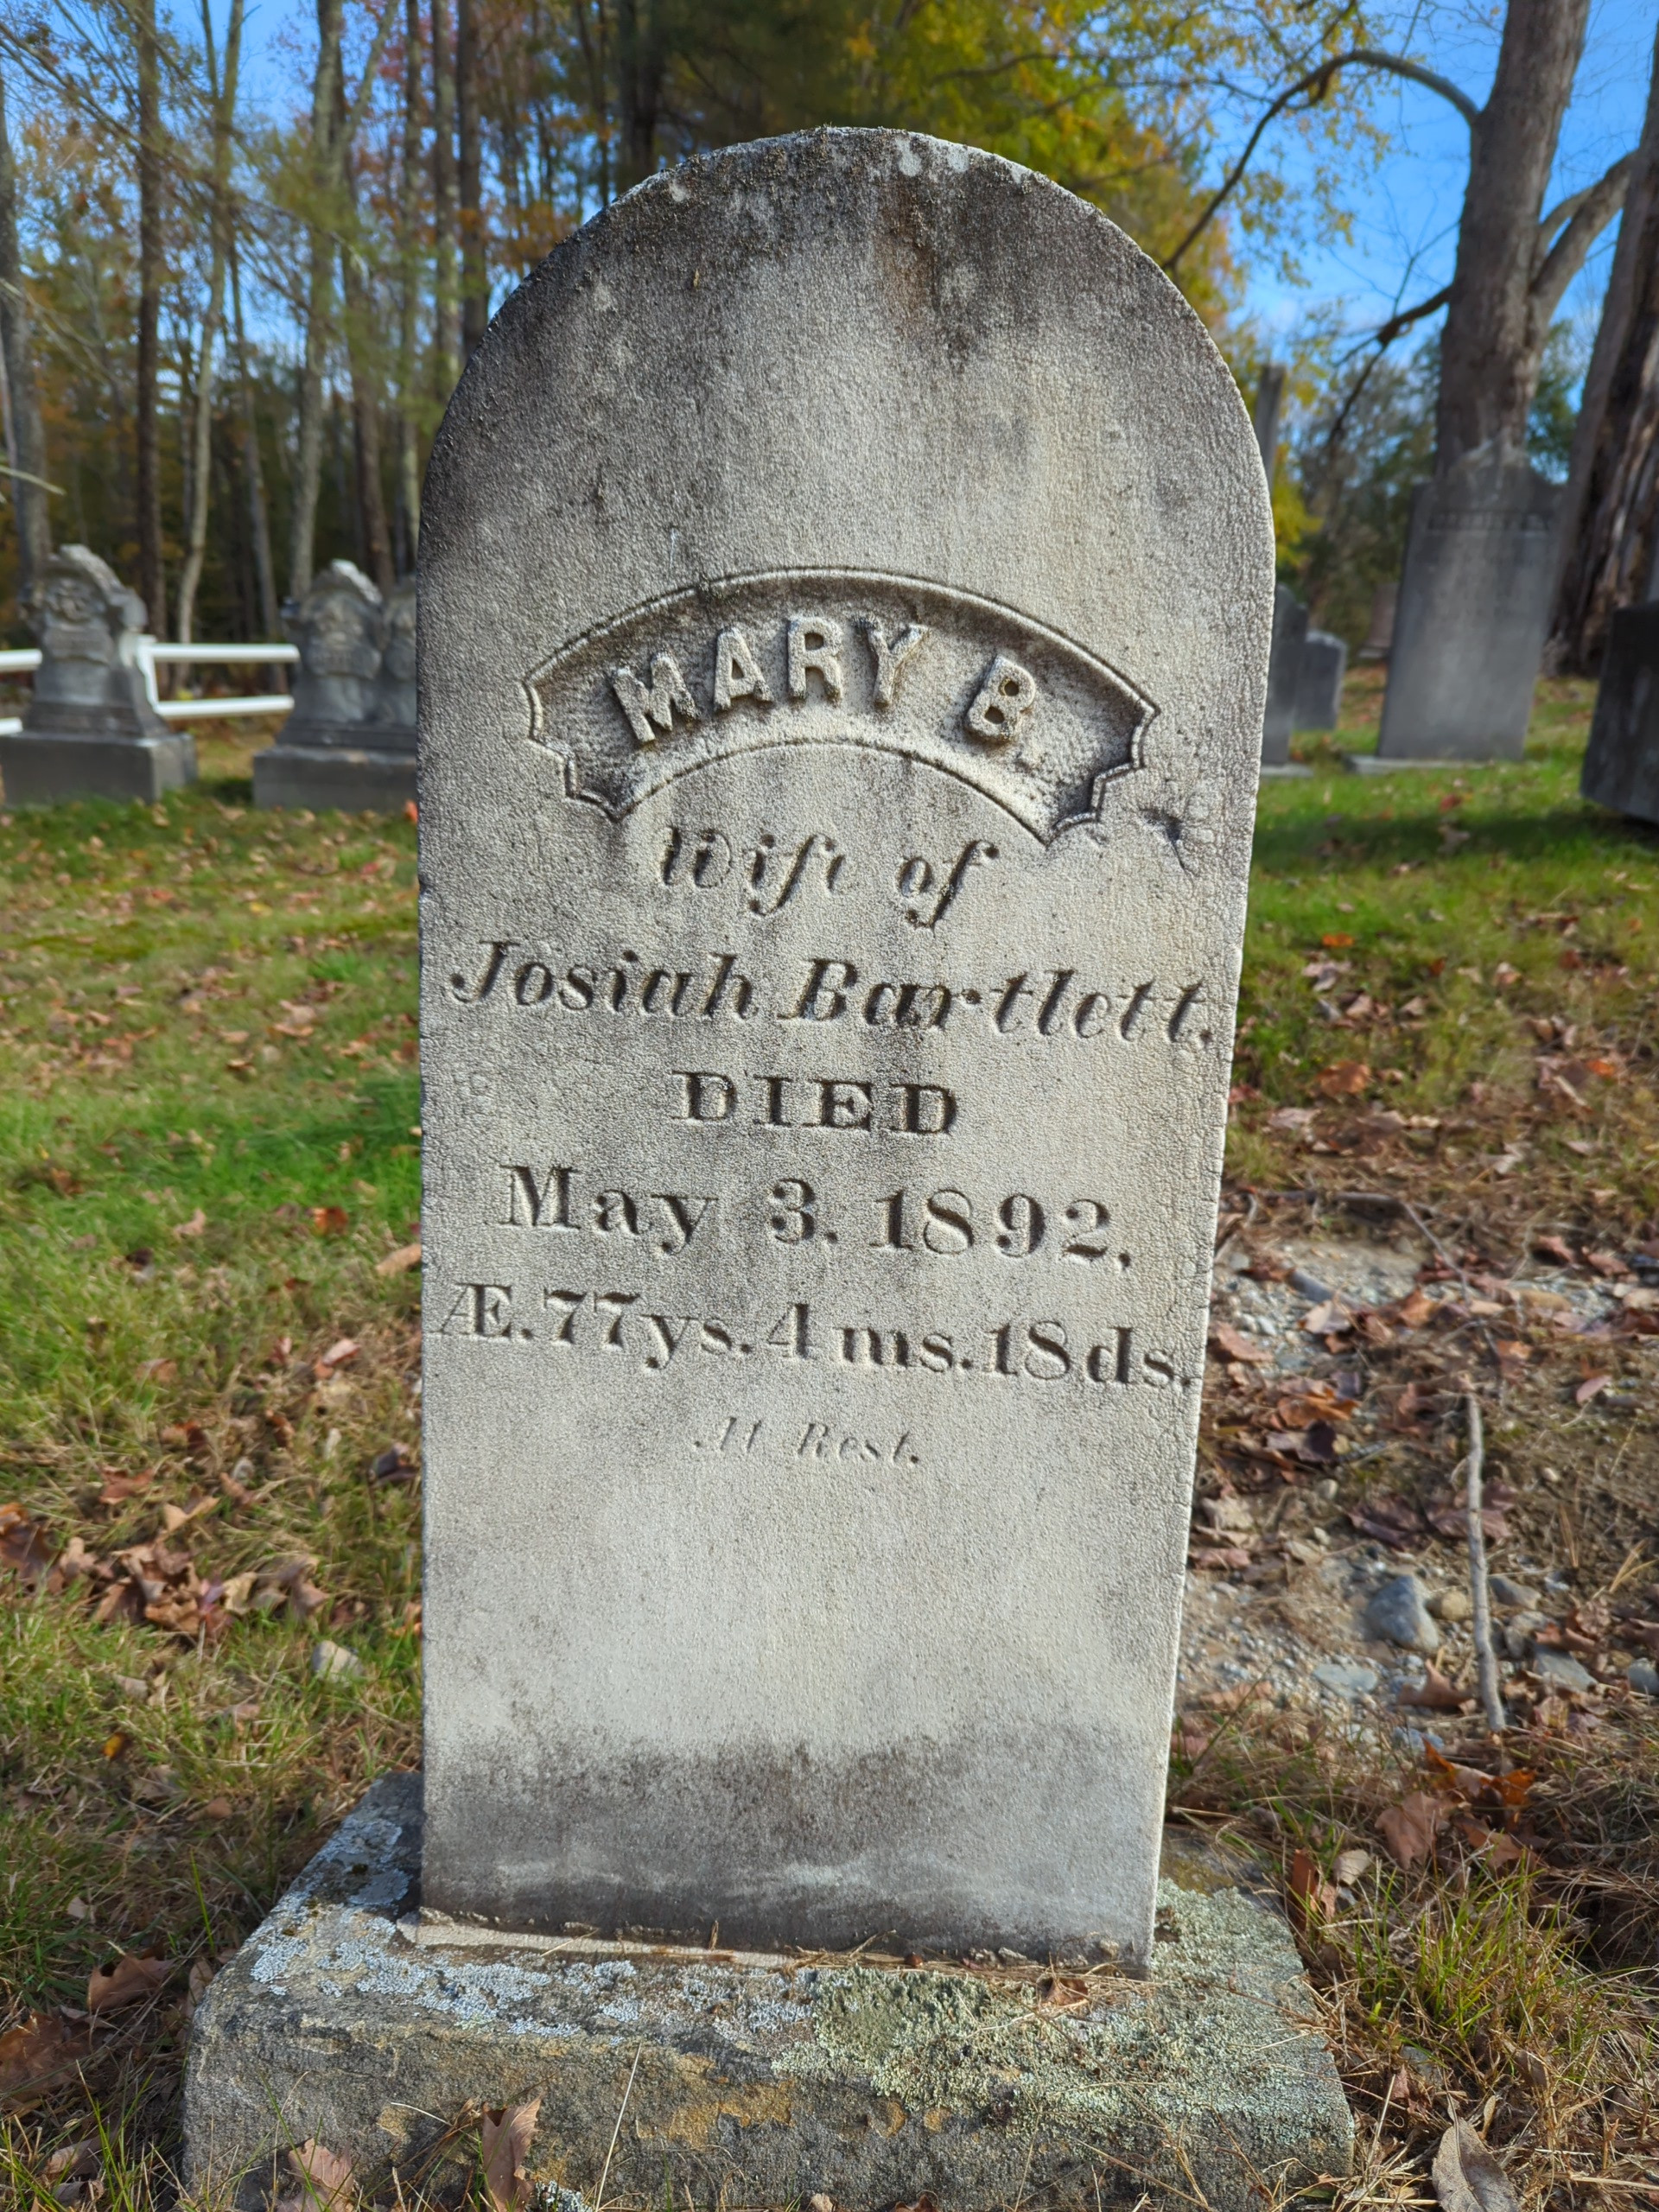 MARY B.
Wife of
Josiah Bartlett.
DIED
May 3. 1892,
Æ. 77 ys. 4 ms. 18 ds.
At Rest.